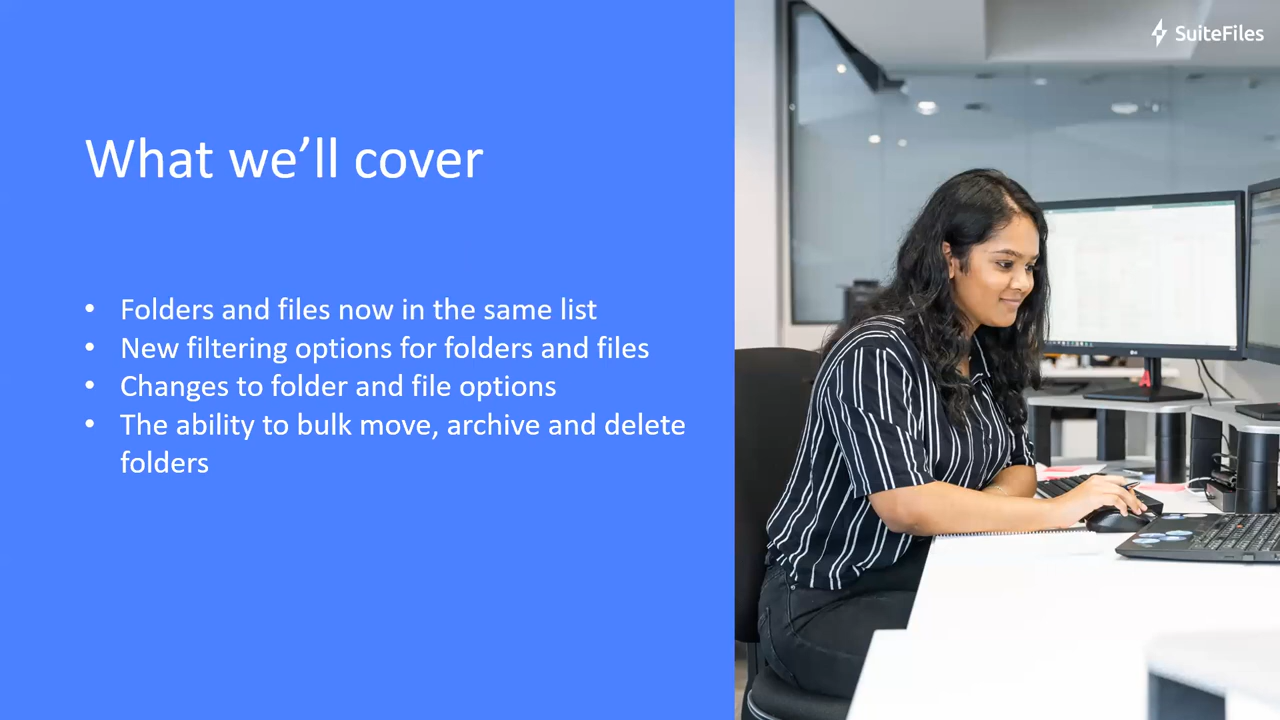 SuiteFiles
What we’ll cover
• Folders and files now in the same list
• New filtering options for folders and files
• Changes to folder and file options
• The ability to bulk move, archive and delete
folders